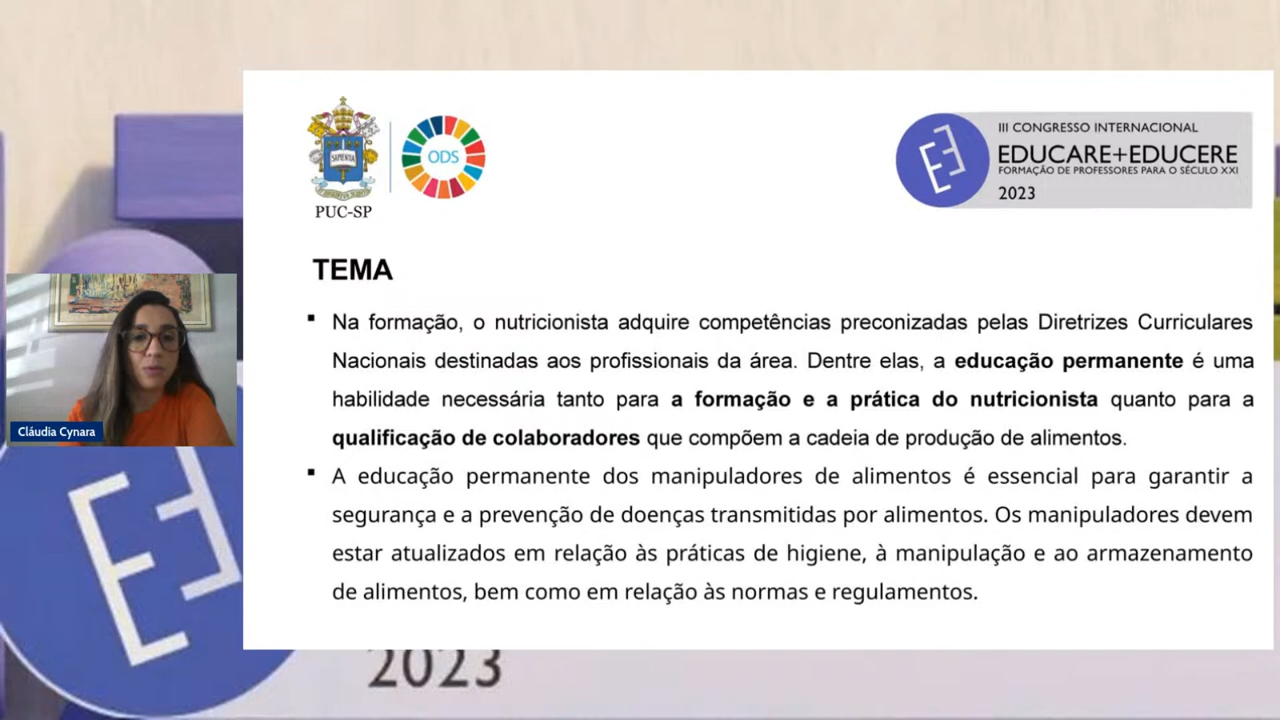 SAPIENTIA
PUC-SP
ODS
III CONGRESSO INTERNACIONAL
EDUCARE+EDUCERE
FORMAÇÃO DE PROFESSORES PARA O SÉCULO XXI
2023
TEMA
Na formação, o nutricionista adquire competências preconizadas pelas Diretrizes Curriculares
Nacionais destinadas aos profissionais da área. Dentre elas, a educação permanente é uma
habilidade necessária tanto para a formação e a prática do nutricionista quanto para a
qualificação de colaboradores que compõem a cadeia de produção de alimentos.
A educação permanente dos manipuladores de alimentos é essencial para garantir a
segurança e a prevenção de doenças transmitidas por alimentos. Os manipuladores devem
estar atualizados em relação às práticas de higiene, à manipulação e ao armazenamento
de alimentos, bem como em relação às normas e regulamentos.
Cláudia Cynara
2023